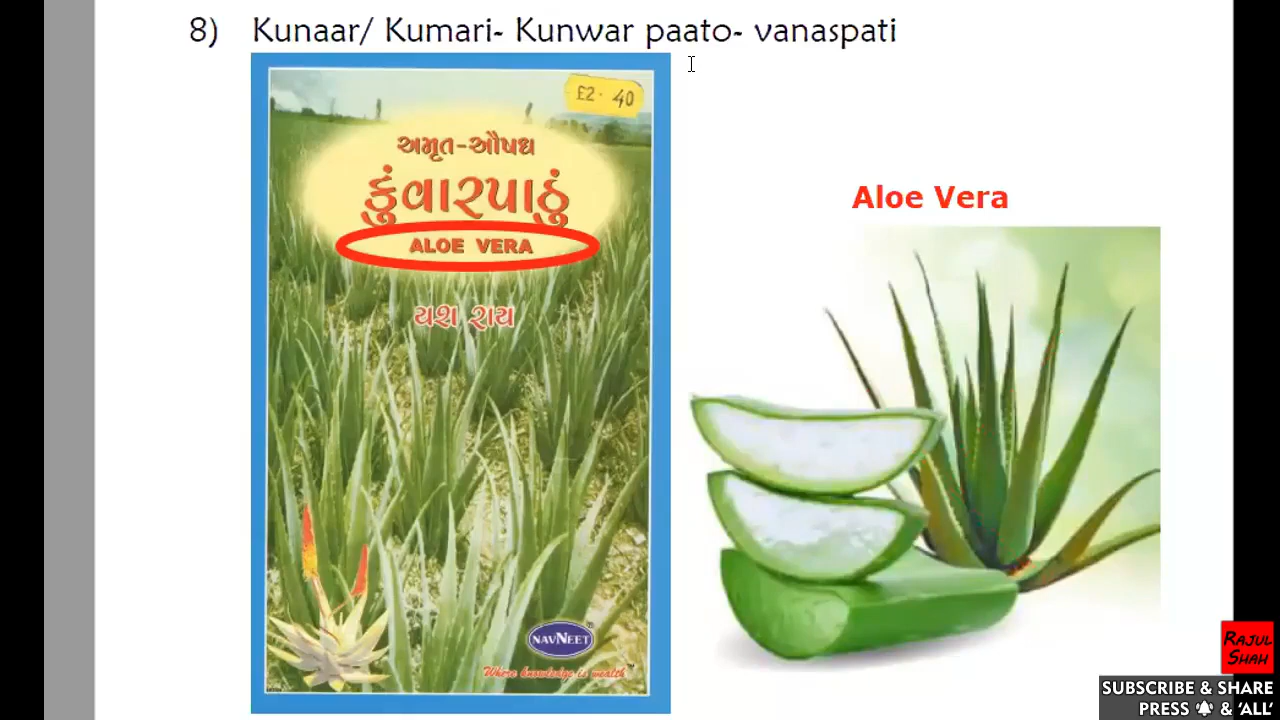 8) Kunaar/ Kumari- Kunwar paato- vanaspati
£2.40
અમૃત-ઔષધ
કુંવારપાઠું
ALOE VERA
યશ રાય
Aloe Vera
NAVNEET
Where knowledge is wealth
RAJUL
SHAH
SUBSCRIBE & SHARE
PRESS & 'ALL'